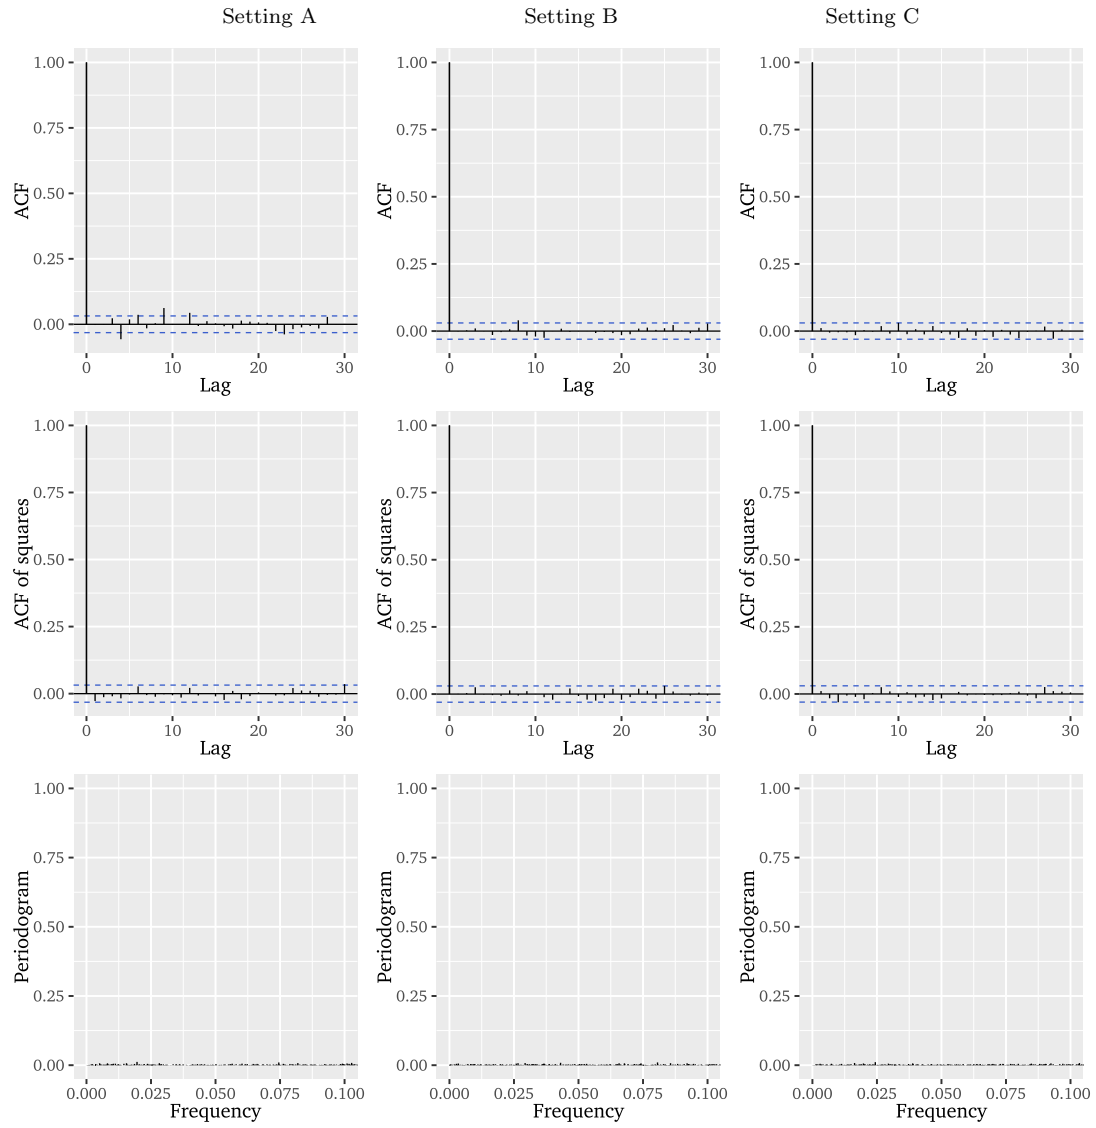 Setting A Setting B Setting C
1.00 1.00 1.00
0.75 0.75 0.75
ACF 0.50 ACF 0.50 ACF 0.50
0.25 0.25 0.25
0.00 0.00 0.00
0 10 20 30 0 10 20 30 0 10 20 30
Lag Lag Lag
1.00 1.00 1.00
0.75 0.75 0.75
ACF of squares 0.50 ACF of squares 0.50 ACF of squares 0.50
0.25 0.25 0.25
0.00 0.00 0.00
0 10 20 30 0 10 20 30 0 10 20 30
Lag Lag Lag
1.00 1.00 1.00
0.75 0.75 0.75
Periodogram 0.50 Periodogram 0.50 Periodogram 0.50
0.25 0.25 0.25
0.00 0.00 0.00
0.000 0.025 0.050 0.075 0.100 0.000 0.025 0.050 0.075 0.100 0.000 0.025 0.050 0.075 0.100
Frequency Frequency Frequency